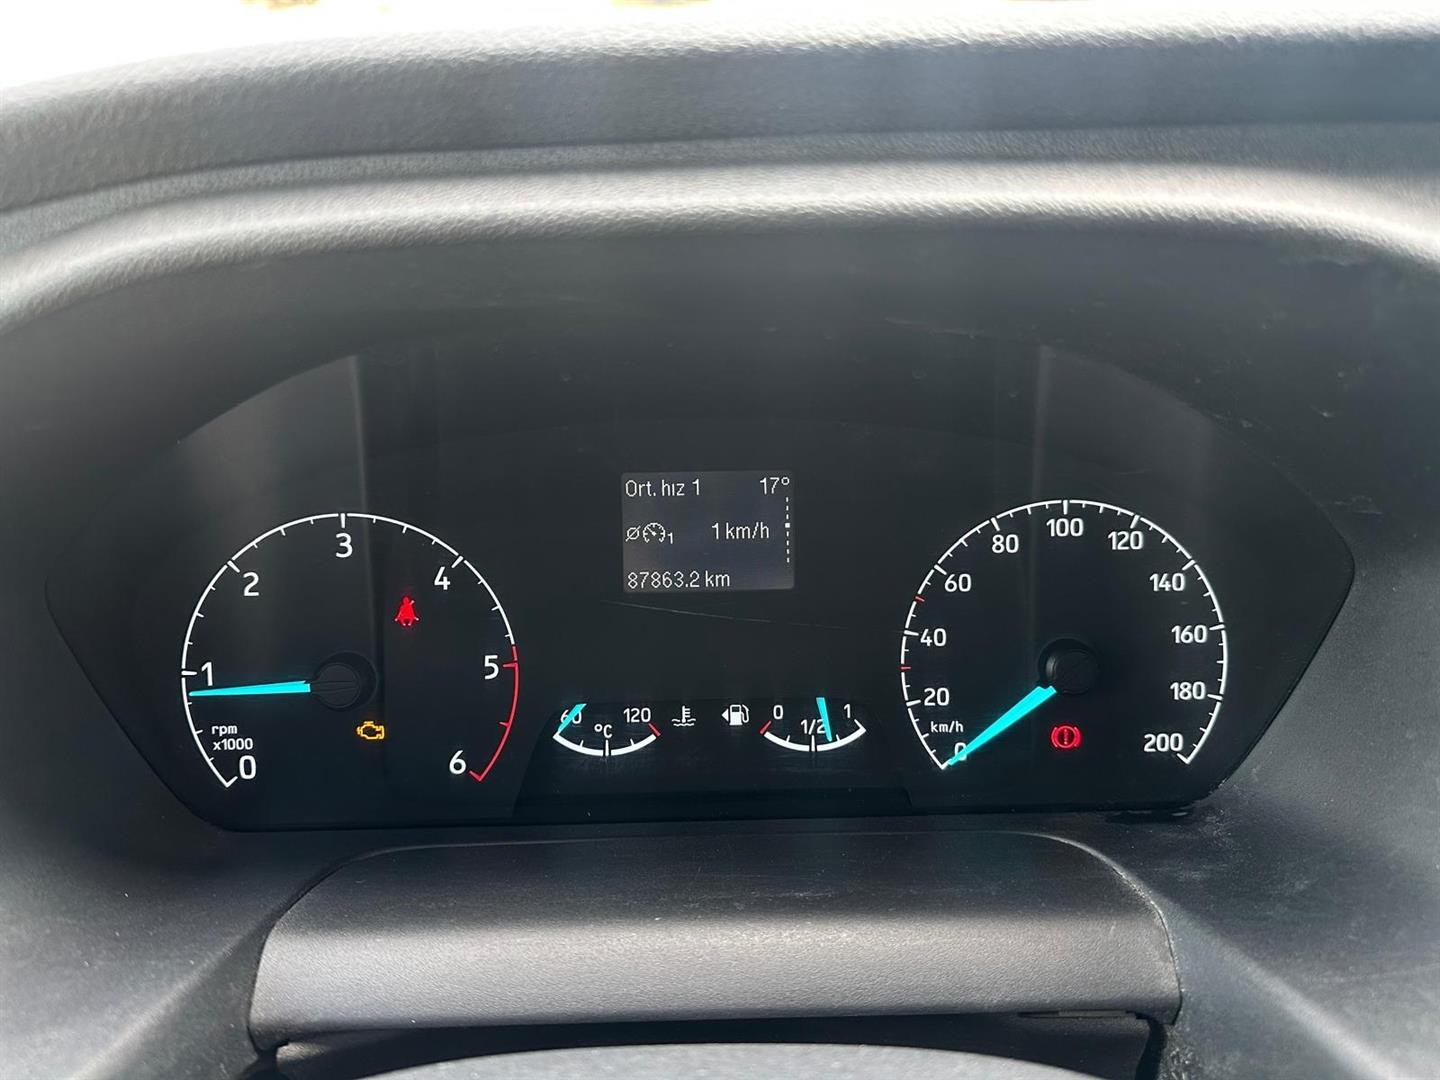 Ort. hız 1 17°
1 1 km/h
87863.2 km
0 1 2 3 4 5 6
rpm
x1000
60 120
°C
0 1/2 1
0 20 40 60 80 100 120 140 160 180 200
km/h